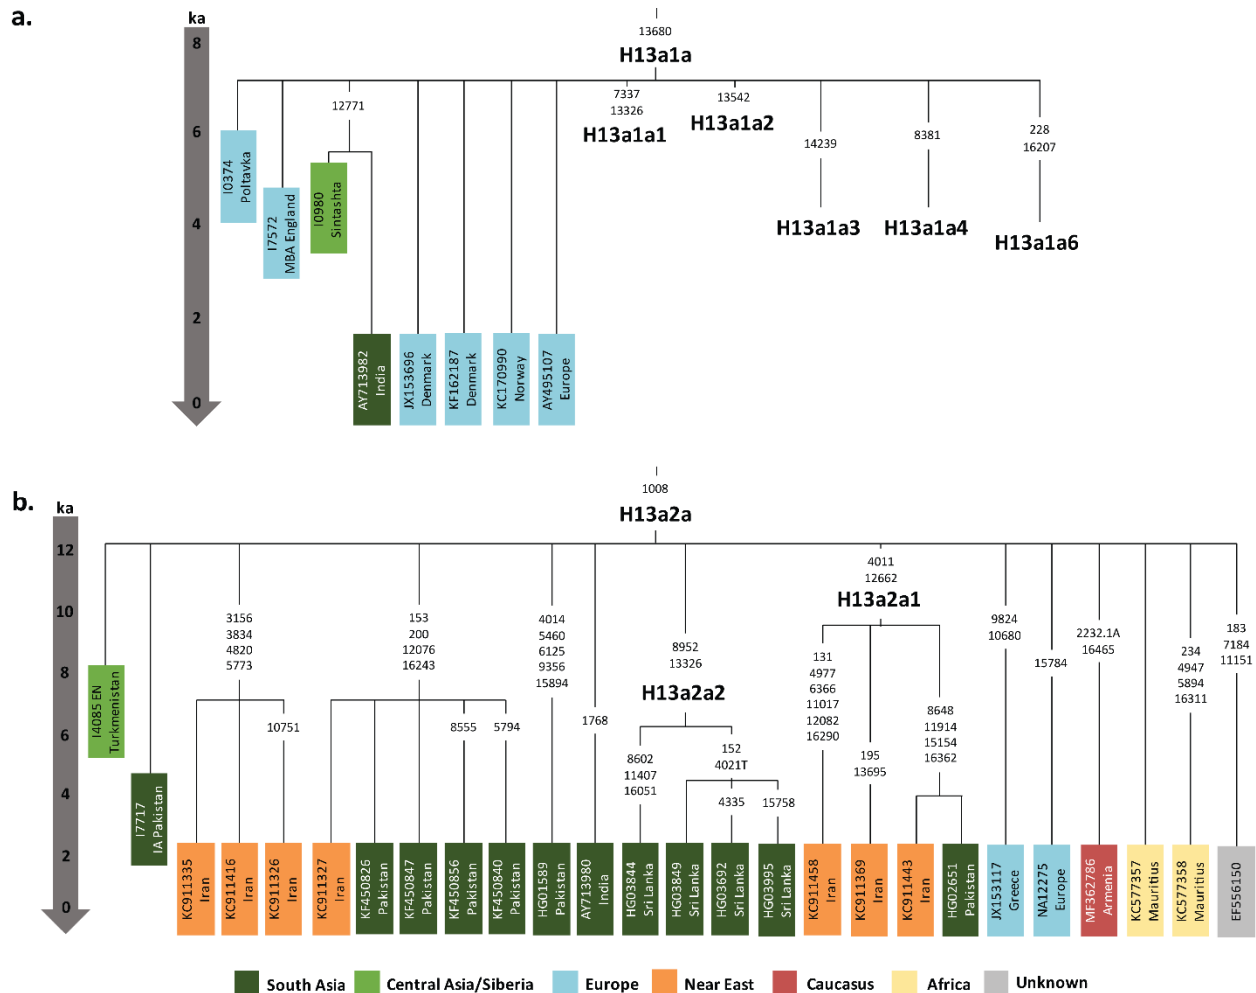 a.
ka
8
6
4
2
0
13680
H13a1a
12771
7337
13326
H13a1a1
13542
H13a1a2
14239
H13a1a3
8381
H13a1a4
228
16207
H13a1a6
I0374
Poltavka
I7572
MBA England
I0980
Sintashta
AY713982
India
JX153696
Denmark
KF162187
Denmark
KC170990
Norway
AY495107
Europe
b.
ka
12
10
8
6
4
2
0
1008
H13a2a
3156
3834
4820
5773
10751
153
200
12076
16243
8555
5794
4014
5460
6125
9356
15894
1768
8952
13326
H13a2a2
8602
11407
16051
152
4021T
4335
15758
4011
12662
H13a2a1
131
4977
6366
11017
12082
16290
195
13695
8648
11914
15154
16362
9824
10680
15784
2232.1A
16465
234
4947
5894
16311
183
7184
11151
I4085 EN
Turkmenistan
I7717
IA Pakistan
KC911335
Iran
KC911416
Iran
KC911326
Iran
KC911327
Iran
KF450826
Pakistan
KF450847
Pakistan
KF450856
Pakistan
KF450840
Pakistan
HG01589
Pakistan
AY713980
India
HG03844
Sri Lanka
HG03849
Sri Lanka
HG03692
Sri Lanka
HG03995
Sri Lanka
KC911458
Iran
KC911369
Iran
KC911443
Iran
HG02651
Pakistan
JX153117
Greece
NA12275
Europe
MF362786
Armenia
KC577357
Mauritius
KC577358
Mauritius
EF556150
South Asia
Central Asia/Siberia
Europe
Near East
Caucasus
Africa
Unknown